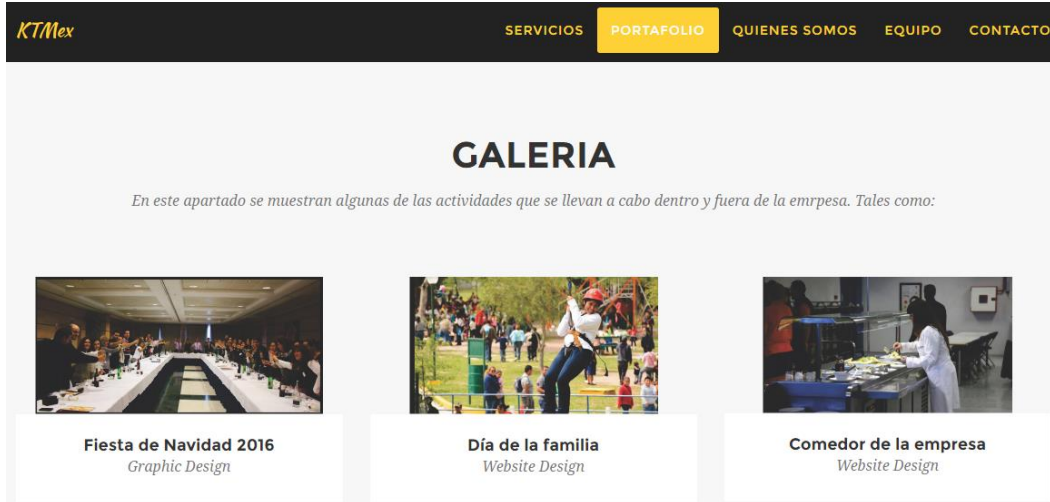 KTMex
SERVICIOS PORTAFOLIO QUIENES SOMOS EQUIPO CONTACTO
GALERIA
En este apartado se muestran algunas de las actividades que se llevan a cabo dentro y fuera de la emrpesa. Tales como:
Fiesta de Navidad 2016
Graphic Design
Día de la familia
Website Design
Comedor de la empresa
Website Design